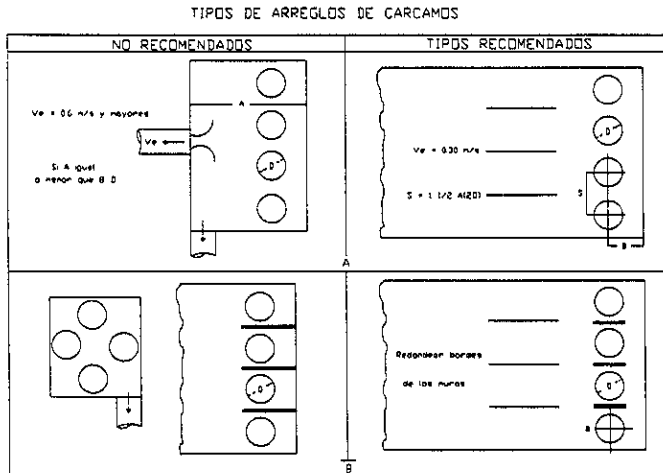 TIPOS DE ARREGLOS DE CARCAMOS
NO RECOMENDADOS
TIPOS RECOMENDADOS
Ve = 0.6 m/s y mayores
Ve
Si A igual
o menor que 8 D
A
D
Ve = 0.30 m/s
S = 1 1/2 A(2D)
D
S
B
A
D
Redondear bordes
de los muros
D
B
B